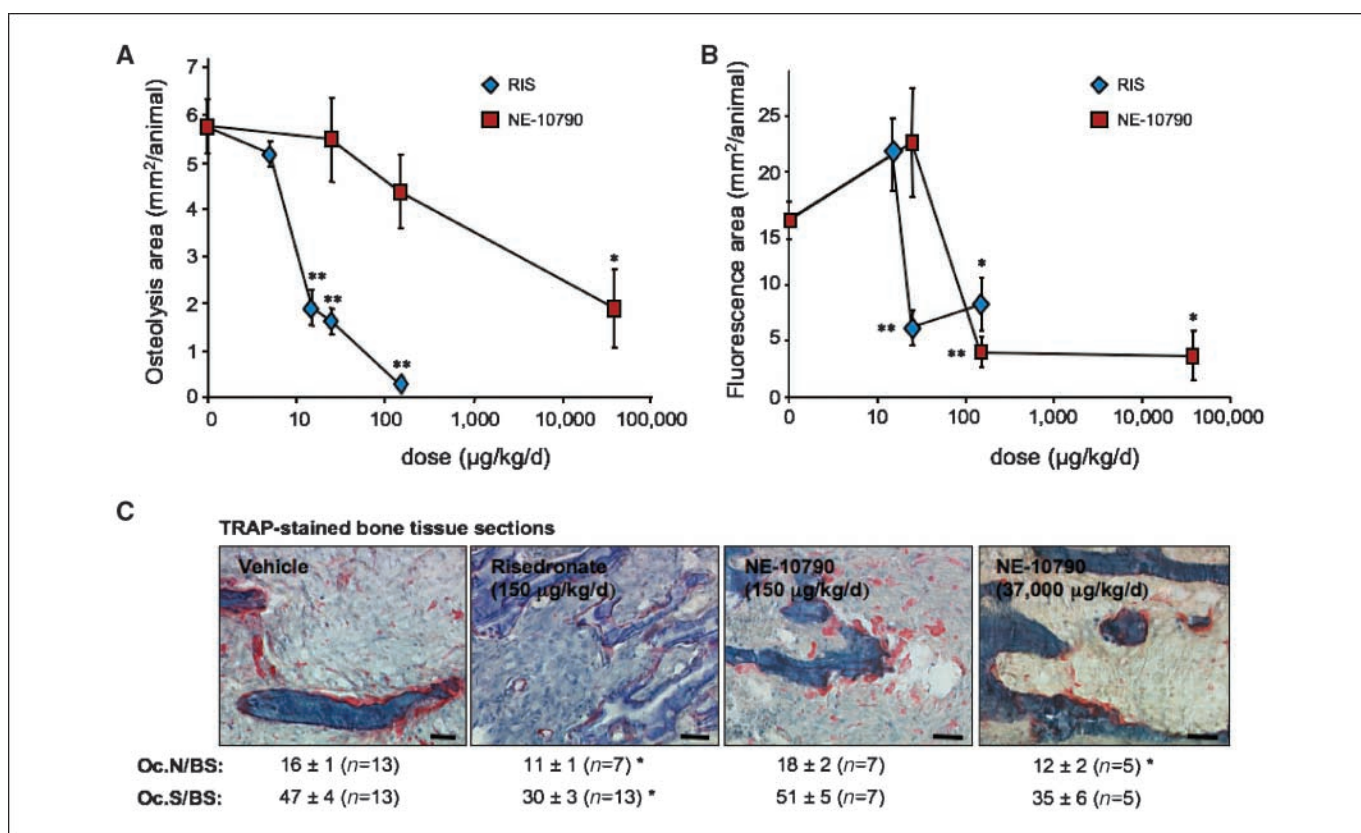 A
Osteolysis area (mm²/animal)
7
6
5
4
3
2
1
0
RIS
NE-10790
**
**
**
*
0
10
100
1,000
10,000
100,000
dose (µg/kg/d)
B
Fluorescence area (mm²/animal)
25
20
15
10
5
0
RIS
NE-10790
**
*
**
*
0
10
100
1,000
10,000
100,000
dose (µg/kg/d)
C
TRAP-stained bone tissue sections
Vehicle
Risedronate
(150 µg/kg/d)
NE-10790
(150 µg/kg/d)
NE-10790
(37,000 µg/kg/d)
Oc.N/BS: 16 ± 1 (n=13) 11 ± 1 (n=7) * 18 ± 2 (n=7) 12 ± 2 (n=5) *
Oc.S/BS: 47 ± 4 (n=13) 30 ± 3 (n=13) * 51 ± 5 (n=7) 35 ± 6 (n=5)